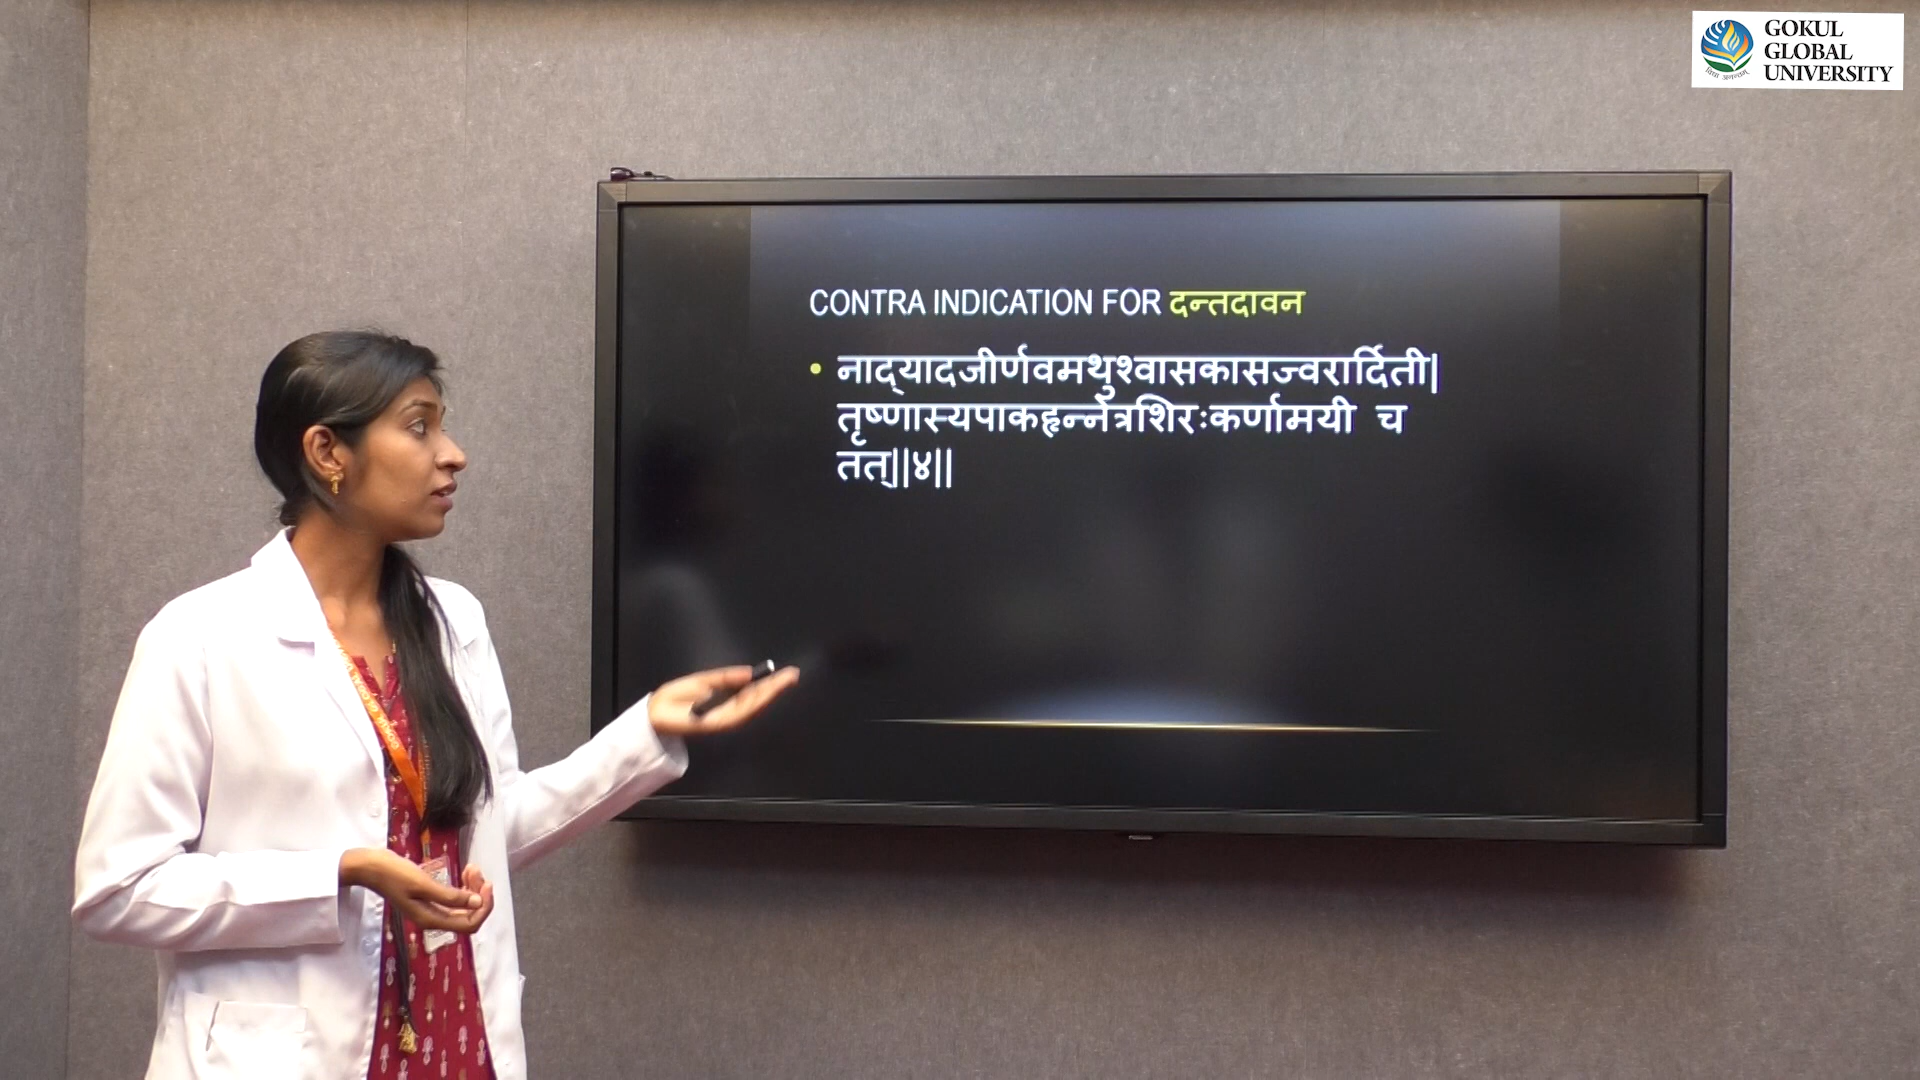 GOKUL
GLOBAL
UNIVERSITY
CONTRA INDICATION FOR दन्तदावन
• नाद्यादजीर्णवमथुश्वासकासज्वरार्दिती|
तृष्णास्यपाकहृन्नेत्रशिरःकर्णामयी च
तत्||४||